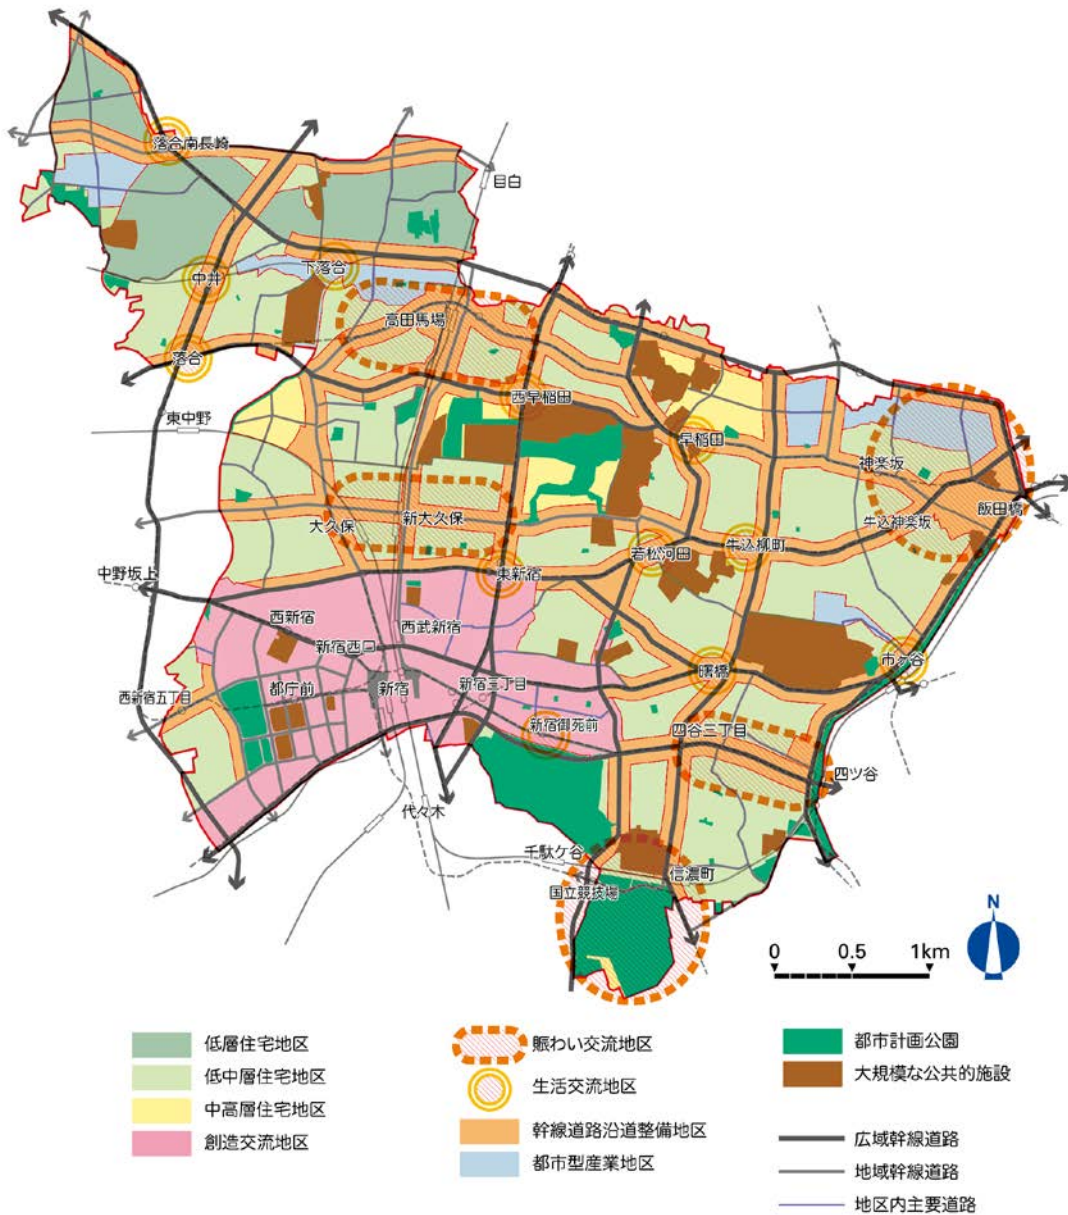 落合南長崎
目白
中井
下落合
高田馬場
落合
西早稲田
東中野
早稲田
神楽坂
飯田橋
牛込神楽坂
大久保
新大久保
若松河田
牛込柳町
東新宿
中野坂上
西新宿
西武新宿
新宿西口
市ヶ谷
曙橋
新宿三丁目
都庁前
新宿
西新宿五丁目
新宿御苑前
四谷三丁目
四ツ谷
代々木
千駄ケ谷
信濃町
国立競技場
N
0 0.5 1km
低層住宅地区
低中層住宅地区
中高層住宅地区
創造交流地区
賑わい交流地区
生活交流地区
幹線道路沿道整備地区
都市型産業地区
都市計画公園
大規模な公共的施設
広域幹線道路
地域幹線道路
地区内主要道路